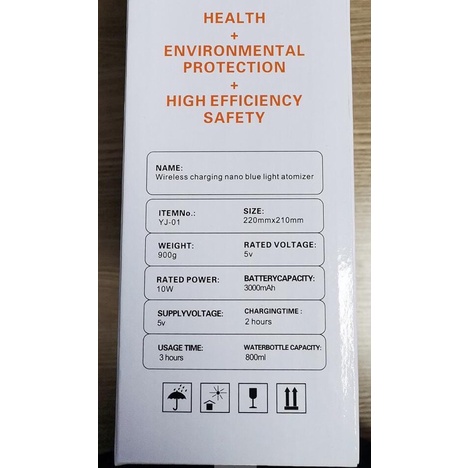 HEALTH
+
ENVIRONMENTAL
PROTECTION
+
HIGH EFFICIENCY
SAFETY
NAME:
Wireless charging nano blue light atomizer
ITEMNo.: SIZE:
YJ-01 220mmx210mm
WEIGHT: RATED VOLTAGE:
900g 5v
RATED POWER: BATTERYCAPACITY:
10W 3000mAh
SUPPLYVOLTAGE: CHARGINGTIME :
5v 2 hours
USAGE TIME: WATERBOTTLE CAPACITY:
3 hours 800ml